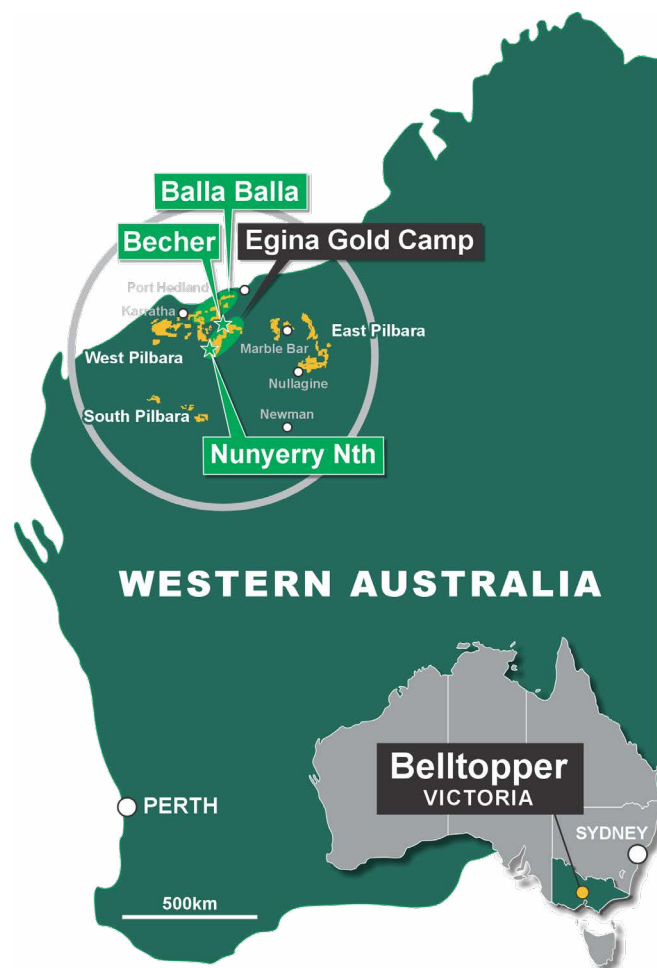 Balla Balla
Becher
Egina Gold Camp
Port Hedland
Karratha
East Pilbara
Marble Bar
West Pilbara
Nullagine
South Pilbara
Newman
Nunyerry Nth
WESTERN AUSTRALIA
Belltopper
VICTORIA
PERTH
SYDNEY
500km